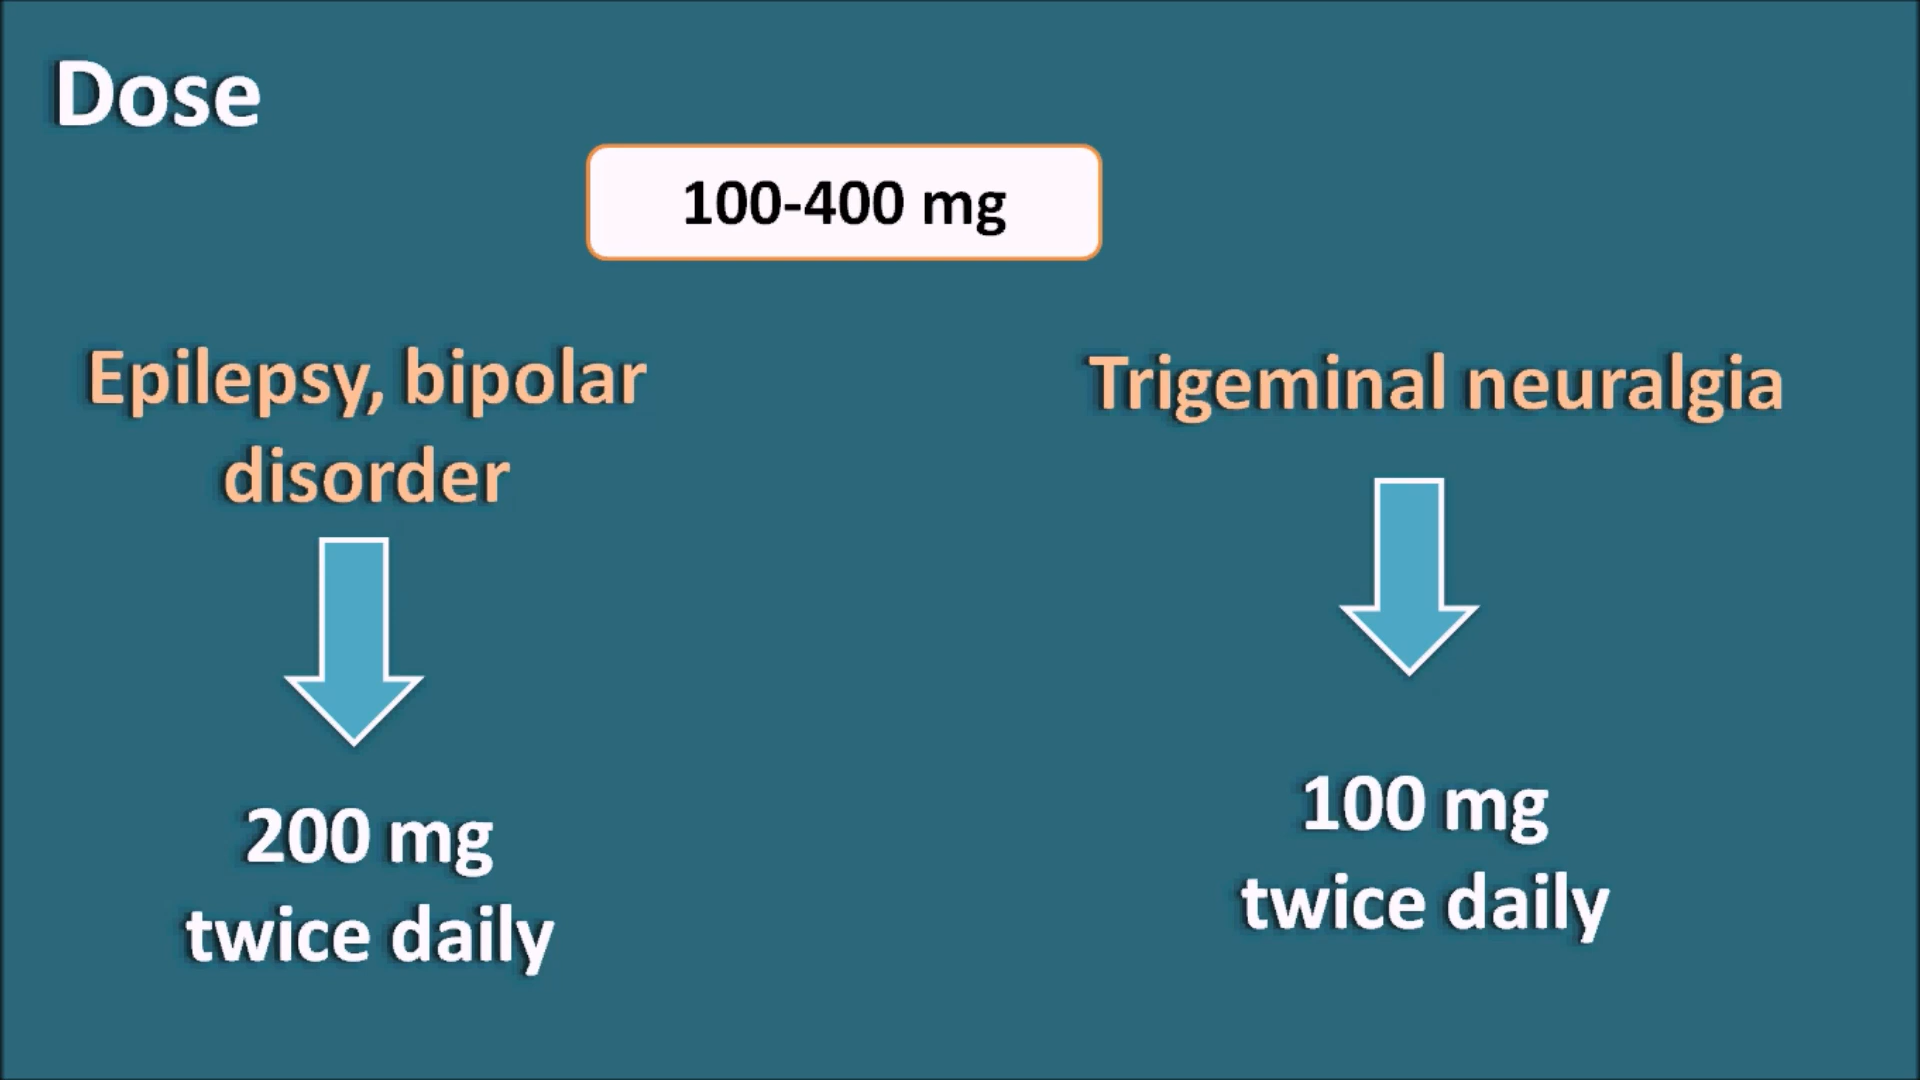 Dose
100-400 mg
Epilepsy, bipolar
disorder
200 mg
twice daily
Trigeminal neuralgia
100 mg
twice daily